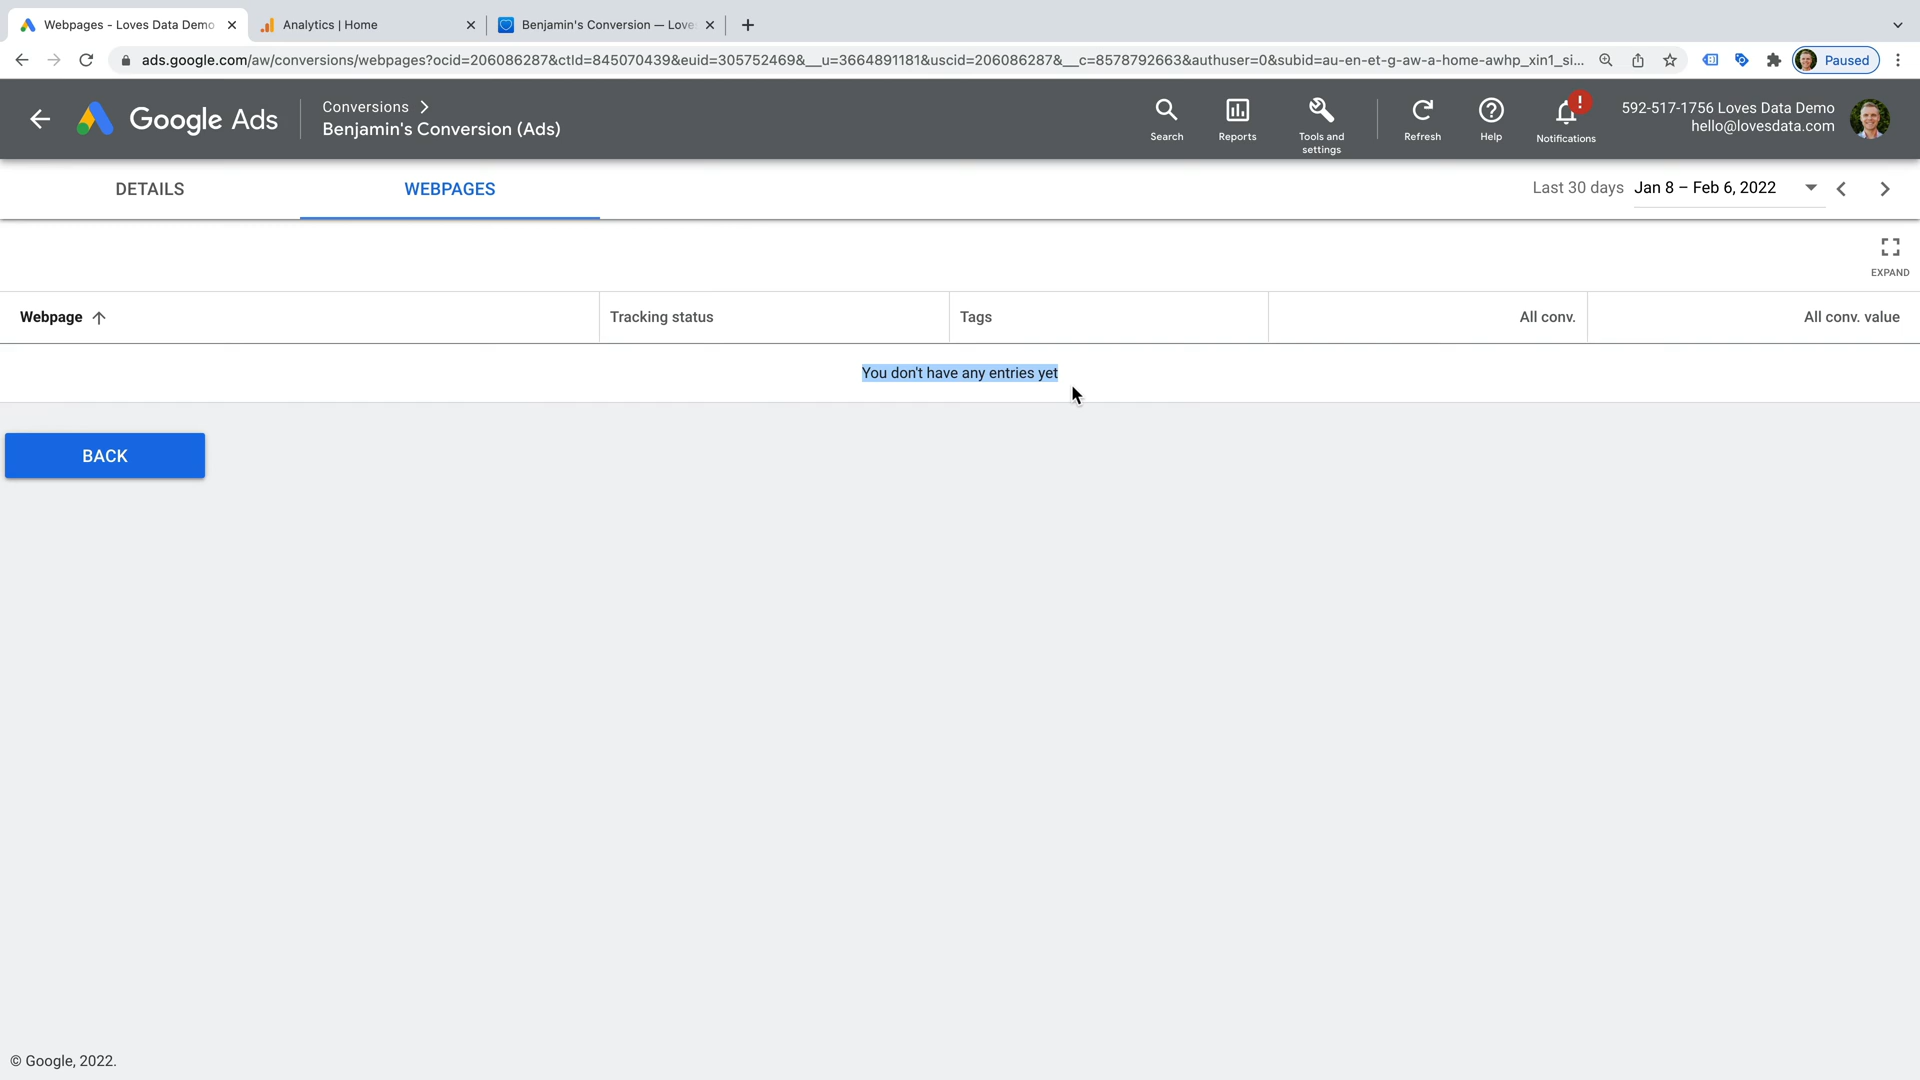 Webpages - Loves Data Demo
Analytics | Home
Benjamin's Conversion — Love
ads.google.com/aw/conversions/webpages?ocid=206086287&ctId=845070439&euid=305752469&__u=3664891181&uscid=206086287&__c=8578792663&authuser=0&subid=au-en-et-g-aw-a-home-awhp_xin1_si...
Paused
Google Ads
Conversions
Benjamin's Conversion (Ads)
Search
Reports
Tools and
settings
Refresh
Help
!
Notifications
592-517-1756 Loves Data Demo
hello@lovesdata.com
DETAILS
WEBPAGES
Last 30 days Jan 8 – Feb 6, 2022
EXPAND
Webpage
Tracking status
Tags
All conv.
All conv. value
You don't have any entries yet
BACK
© Google, 2022.